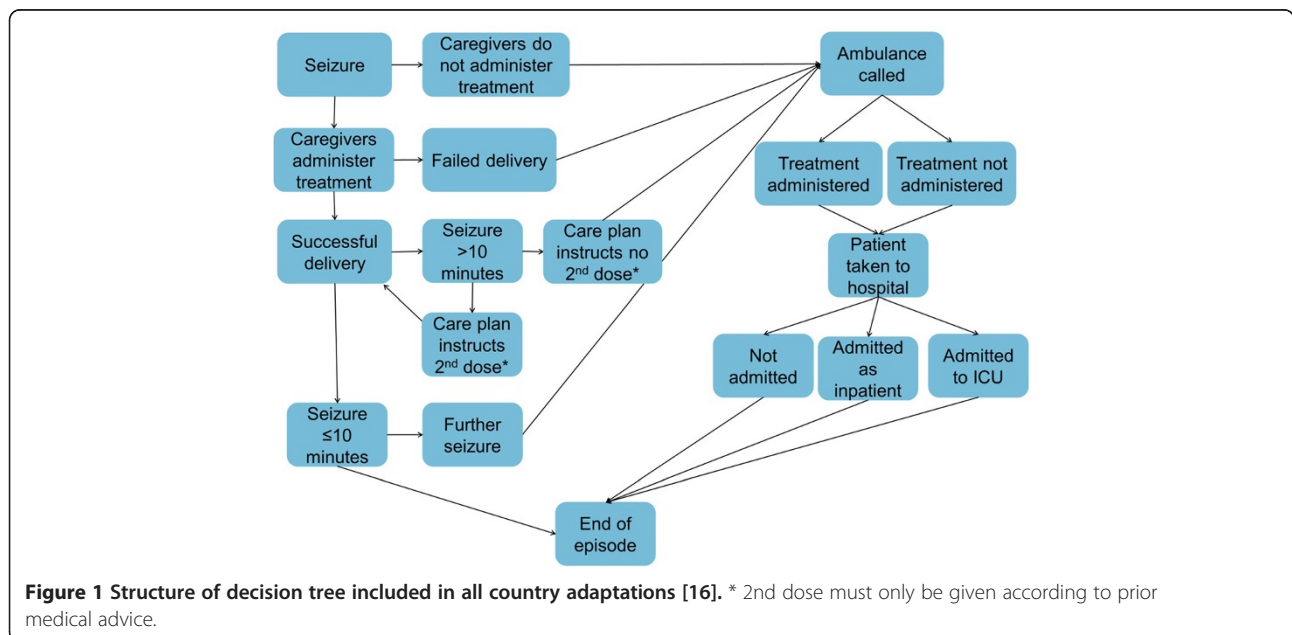 Seizure
Caregivers do
not administer
treatment
Ambulance
called
Caregivers
administer
treatment
Failed delivery
Treatment
administered
Treatment not
administered
Successful
delivery
Seizure
>10
minutes
Care plan
instructs no
2nd dose*
Patient
taken to
hospital
Care plan
instructs
2nd dose*
Not
admitted
Admitted
as
inpatient
Admitted
to ICU
Seizure
≤10
minutes
Further
seizure
End of
episode
Figure 1 Structure of decision tree included in all country adaptations [16]. * 2nd dose must only be given according to prior
medical advice.